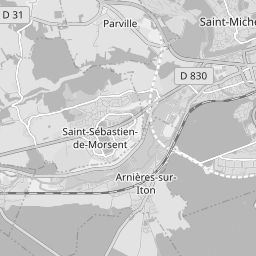 Parville
D 31
Saint-Miche
D 830
Saint-Sébastien-
de-Morsent
Arnières-sur-
Iton